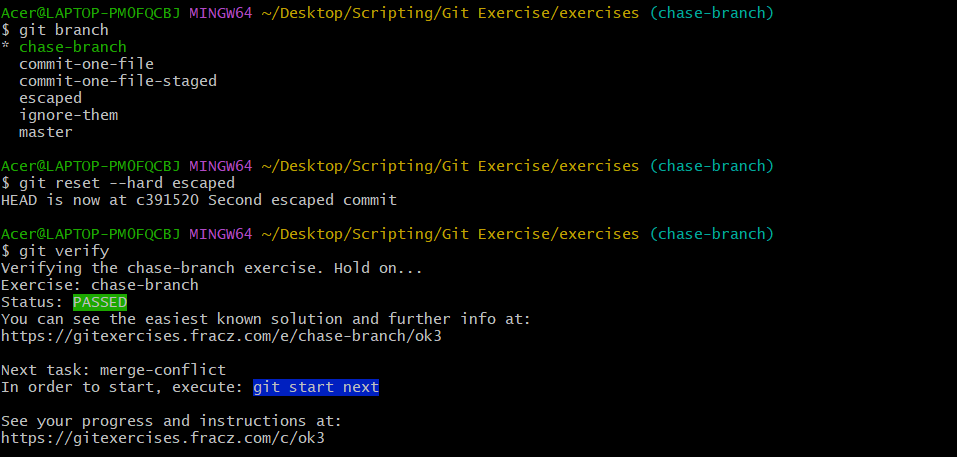 Acer@LAPTOP-PM0FQCBJ MINGW64 ~/Desktop/Scripting/Git Exercise/exercises (chase-branch)
$ git branch
* chase-branch
  commit-one-file
  commit-one-file-staged
  escaped
  ignore-them
  master

Acer@LAPTOP-PM0FQCBJ MINGW64 ~/Desktop/Scripting/Git Exercise/exercises (chase-branch)
$ git reset --hard escaped
HEAD is now at c391520 Second escaped commit

Acer@LAPTOP-PM0FQCBJ MINGW64 ~/Desktop/Scripting/Git Exercise/exercises (chase-branch)
$ git verify
Verifying the chase-branch exercise. Hold on...
Exercise: chase-branch
Status: PASSED
You can see the easiest known solution and further info at:
https://gitexercises.fracz.com/e/chase-branch/ok3

Next task: merge-conflict
In order to start, execute: git start next

See your progress and instructions at:
https://gitexercises.fracz.com/c/ok3